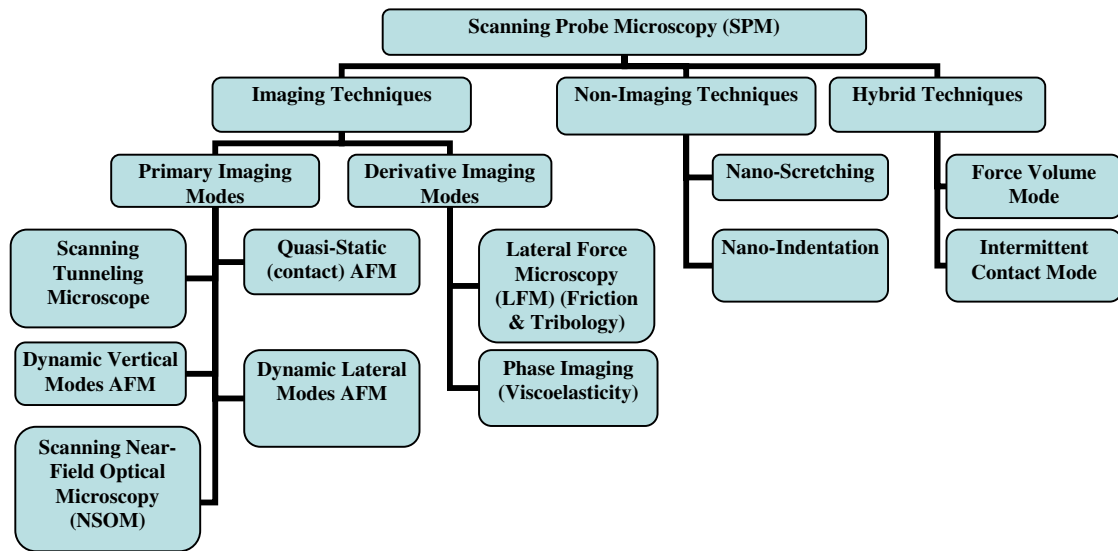 Scanning Probe Microscopy (SPM)
Imaging Techniques
Non-Imaging Techniques
Hybrid Techniques
Primary Imaging
Modes
Derivative Imaging
Modes
Nano-Scretching
Force Volume
Mode
Scanning
Tunneling
Microscope
Quasi-Static
(contact) AFM
Lateral Force
Microscopy
(LFM) (Friction
& Tribology)
Nano-Indentation
Intermittent
Contact Mode
Dynamic Vertical
Modes AFM
Dynamic Lateral
Modes AFM
Phase Imaging
(Viscoelasticity)
Scanning Near-
Field Optical
Microscopy
(NSOM)